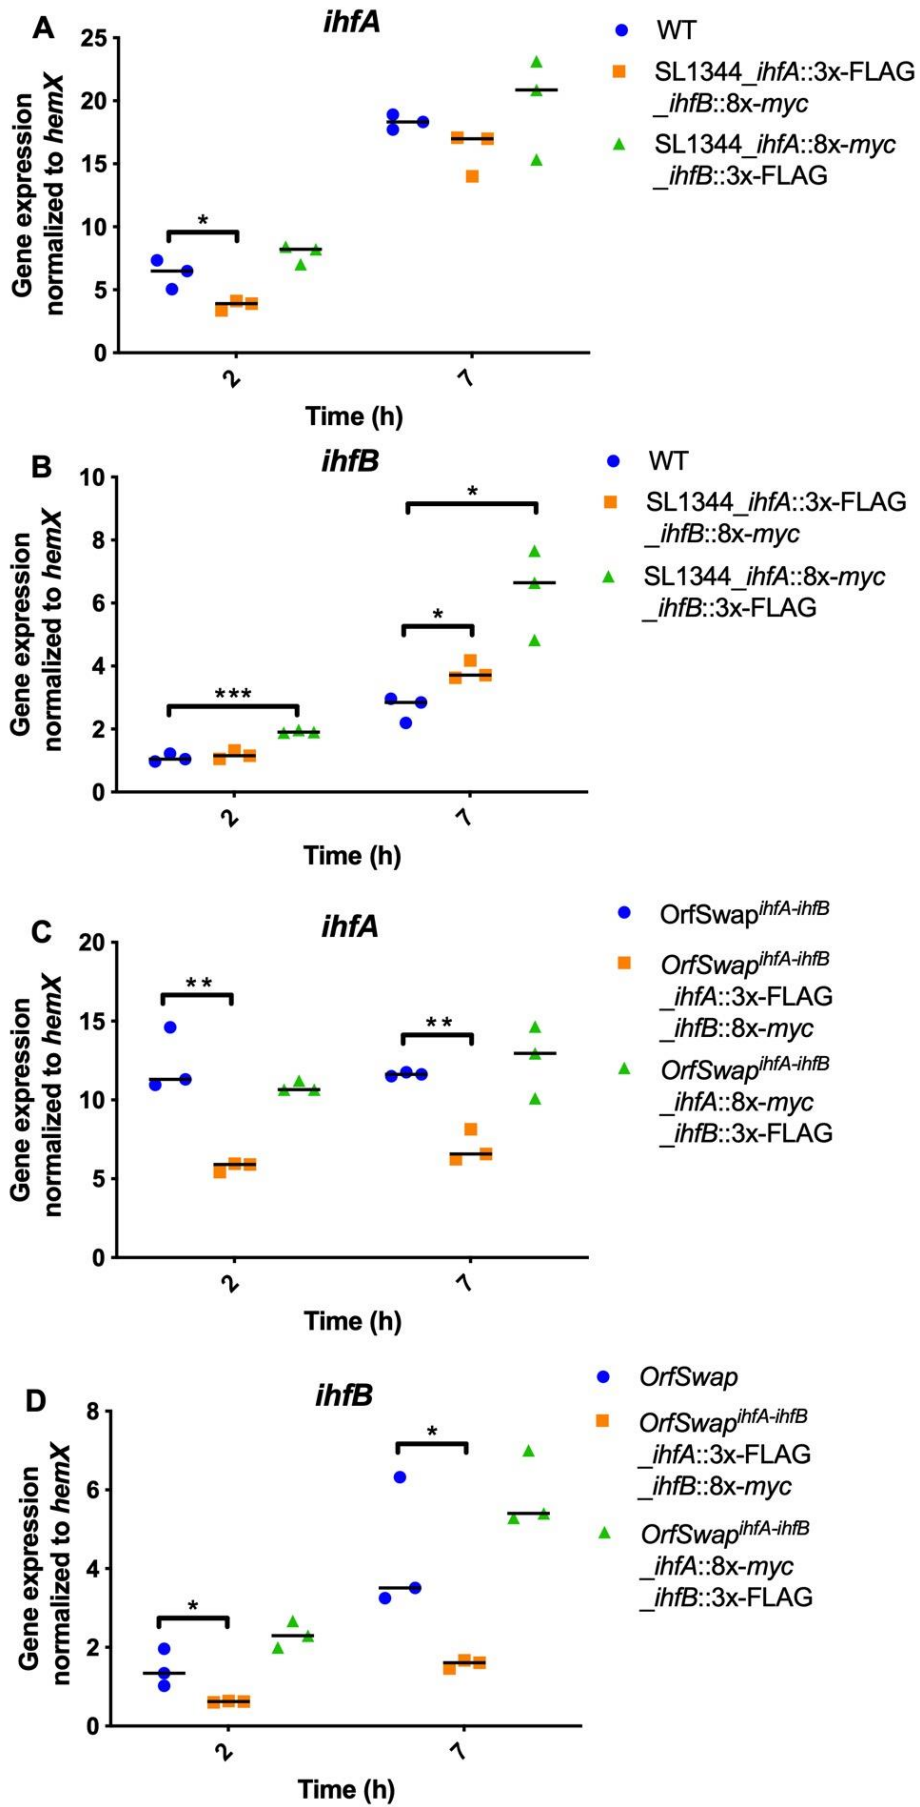 A
ihfA
25
20
15
10
5
0
Gene expression
normalized to hemX
*
2
7
Time (h)
WT
SL1344_ihfA::3x-FLAG
_ihfB::8x-myc
SL1344_ihfA::8x-myc
_ihfB::3x-FLAG
B
ihfB
10
8
6
4
2
0
Gene expression
normalized to hemX
***
*
*
2
7
Time (h)
WT
SL1344_ihfA::3x-FLAG
_ihfB::8x-myc
SL1344_ihfA::8x-myc
_ihfB::3x-FLAG
C
ihfA
20
15
10
5
0
Gene expression
normalized to hemX
**
**
2
7
Time (h)
OrfSwapihfA-ihfB
OrfSwapihfA-ihfB
_ihfA::3x-FLAG
_ihfB::8x-myc
OrfSwapihfA-ihfB
_ihfA::8x-myc
_ihfB::3x-FLAG
D
ihfB
8
6
4
2
0
Gene expression
normalized to hemX
*
*
2
7
Time (h)
OrfSwap
OrfSwapihfA-ihfB
_ihfA::3x-FLAG
_ihfB::8x-myc
OrfSwapihfA-ihfB
_ihfA::8x-myc
_ihfB::3x-FLAG